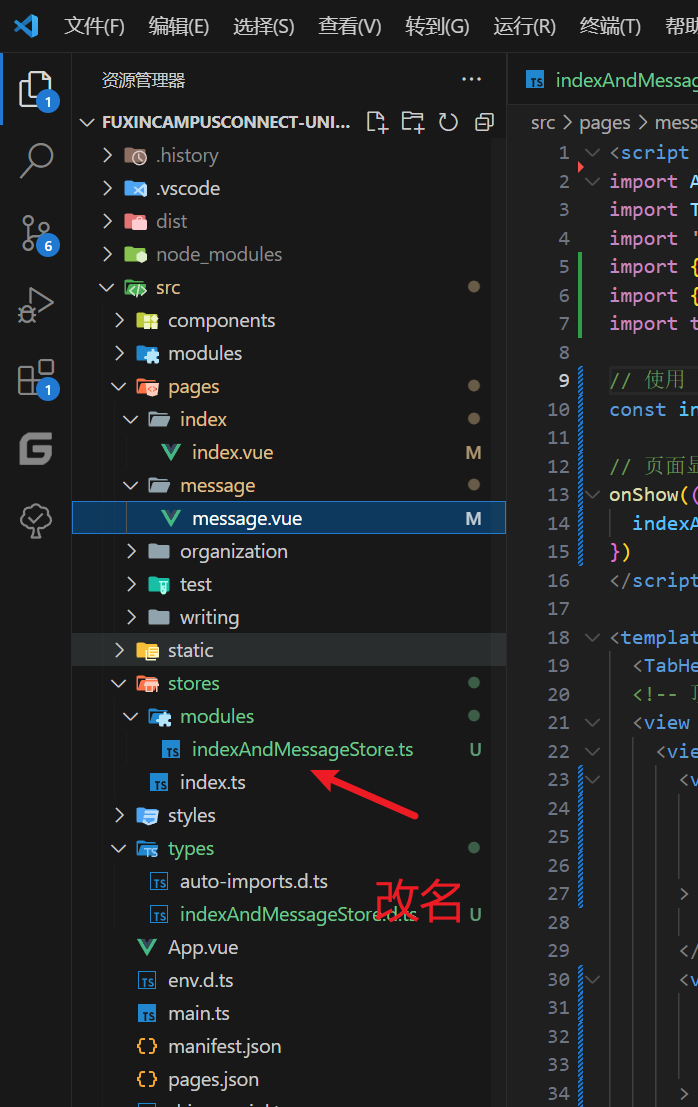 文件(F) 编辑(E) 选择(S) 查看(V) 转到(G) 运行(R) 终端(T) 帮助
资源管理器 ···
1
FUXINCAMPUSCONNECT-UNI...
.history
.vscode
dist
6
node_modules
src
components
modules
1
pages
index
index.vue M
message
message.vue M
organization
test
writing
static
stores
modules
indexAndMessageStore.ts U
index.ts
styles
types
auto-imports.d.ts
改名
indexAndMessageStore.d.ts U
App.vue
env.d.ts
main.ts
manifest.json
pages.json
TS indexAndMessag
src > pages > mess
1 <script
2 import A
3 import T
4 import '
5 import {
6 import {
7 import t
8
9 // 使用
10 const in
11
12 // 页面显
13 onShow((
14 indexA
15 })
16 </script
17
18 <templat
19 <TabHe
20 <!--
21 <view
22 <vie
23 <v
24
25
26
27 >
28
29 </
30 <v
31
32
33
34 >